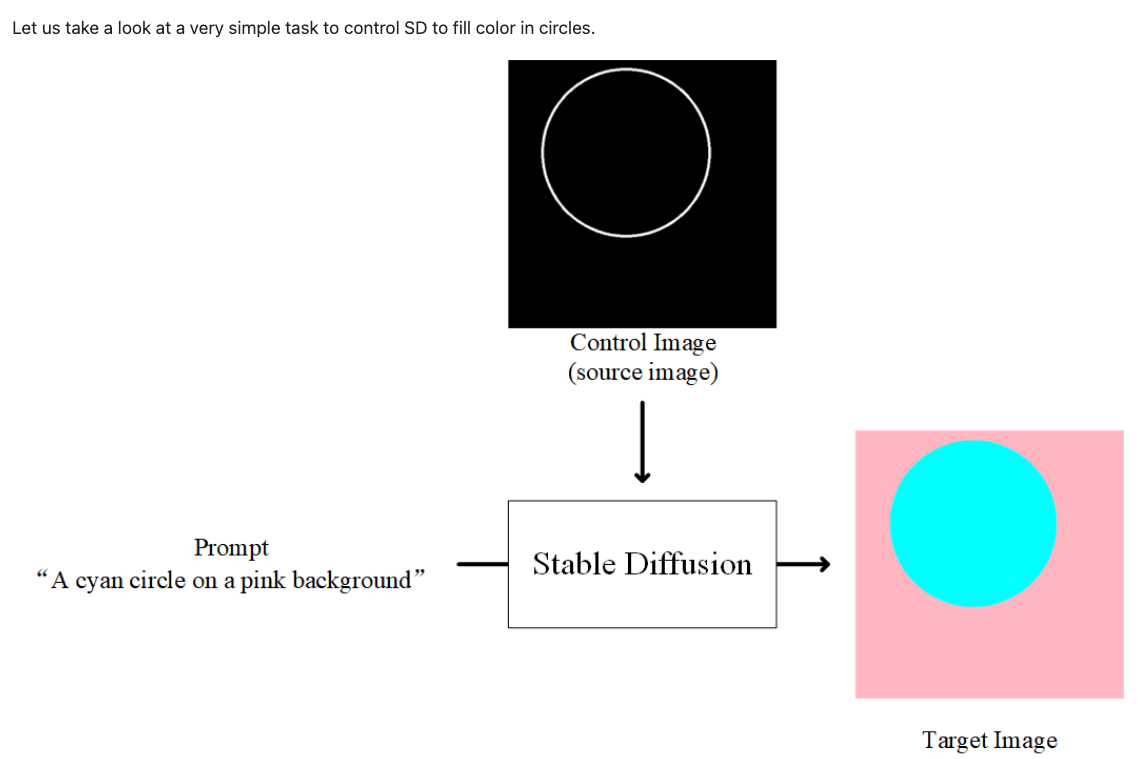 Let us take a look at a very simple task to control SD to fill color in circles.
Control Image
(source image)
Prompt
“A cyan circle on a pink background”
Stable Diffusion
Target Image